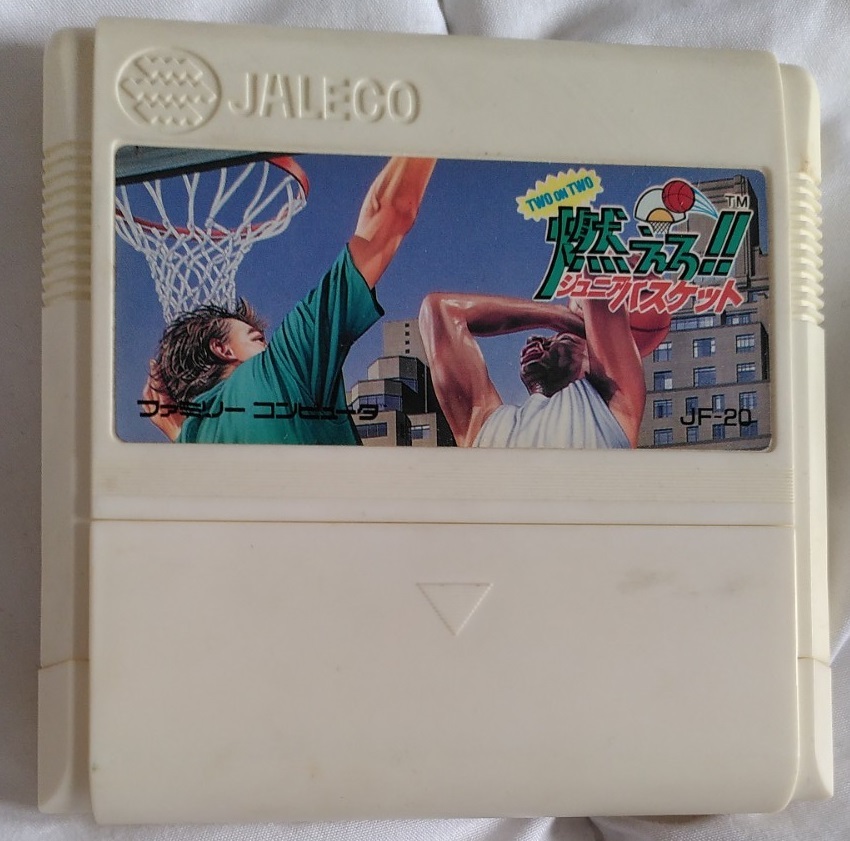 JALECO
TWO ON TWO
燃えろ!!
TM
ジュニアバスケット
ファミリー コンピュータ
JF-20